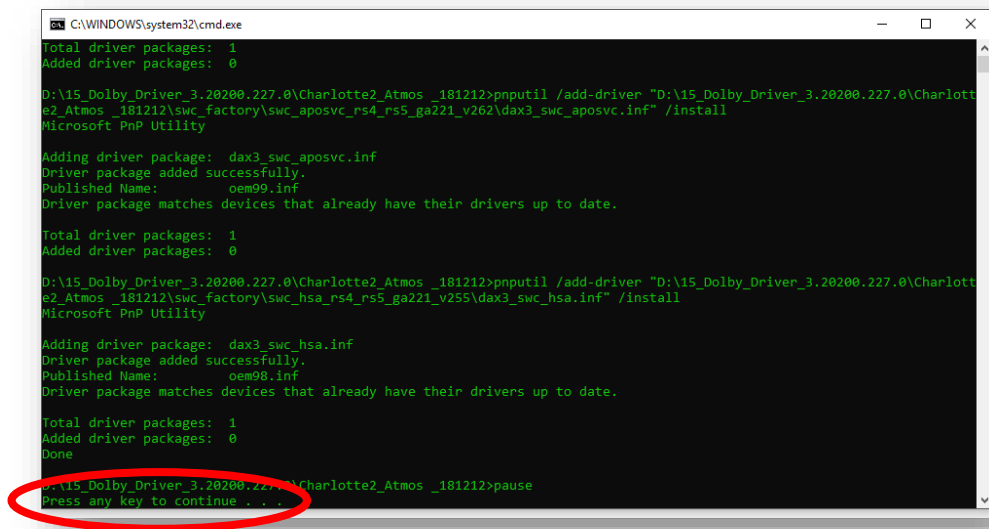 C:\WINDOWS\system32\cmd.exe
Total driver packages:  1
Added driver packages:  0
D:\15_Dolby_Driver_3.20200.227.0\Charlotte2_Atmos _181212>pnputil /add-driver "D:\15_Dolby_Driver_3.20200.227.0\Charlott
e2_Atmos _181212\swc_factory\swc_aposvc_rs4_rs5_ga221_v262\dax3_swc_aposvc.inf" /install
Microsoft PnP Utility
Adding driver package:  dax3_swc_aposvc.inf
Driver package added successfully.
Published Name:         oem99.inf
Driver package matches devices that already have their drivers up to date.
Total driver packages:  1
Added driver packages:  0
D:\15_Dolby_Driver_3.20200.227.0\Charlotte2_Atmos _181212>pnputil /add-driver "D:\15_Dolby_Driver_3.20200.227.0\Charlott
e2_Atmos _181212\swc_factory\swc_hsa_rs4_rs5_ga221_v255\dax3_swc_hsa.inf" /install
Microsoft PnP Utility
Adding driver package:  dax3_swc_hsa.inf
Driver package added successfully.
Published Name:         oem98.inf
Driver package matches devices that already have their drivers up to date.
Total driver packages:  1
Added driver packages:  0
Done
D:\15_Dolby_Driver_3.20200.227.0\Charlotte2_Atmos _181212>pause
Press any key to continue . . .